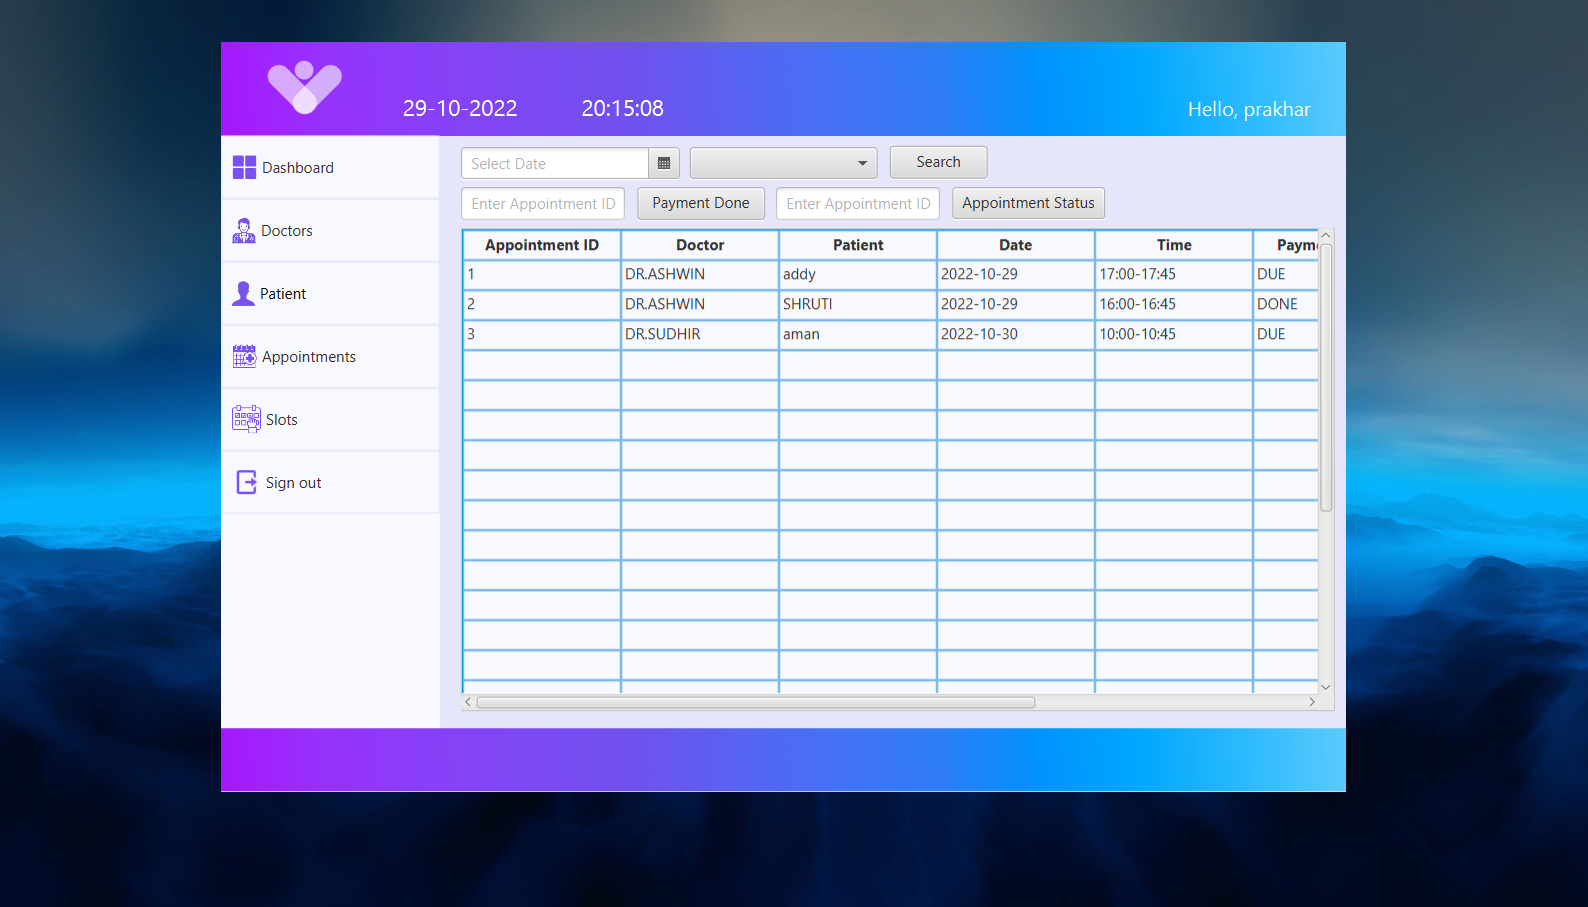 29-10-2022 20:15:08 Hello, prakhar
Dashboard
Doctors
Patient
Appointments
Slots
Sign out
Select Date Search
Enter Appointment ID Payment Done Enter Appointment ID Appointment Status
Appointment ID Doctor Patient Date Time
1 DR.ASHWIN addy 2022-10-29 17:00-17:45 DUE
2 DR.ASHWIN SHRUTI 2022-10-29 16:00-16:45 DONE
3 DR.SUDHIR aman 2022-10-30 10:00-10:45 DUE